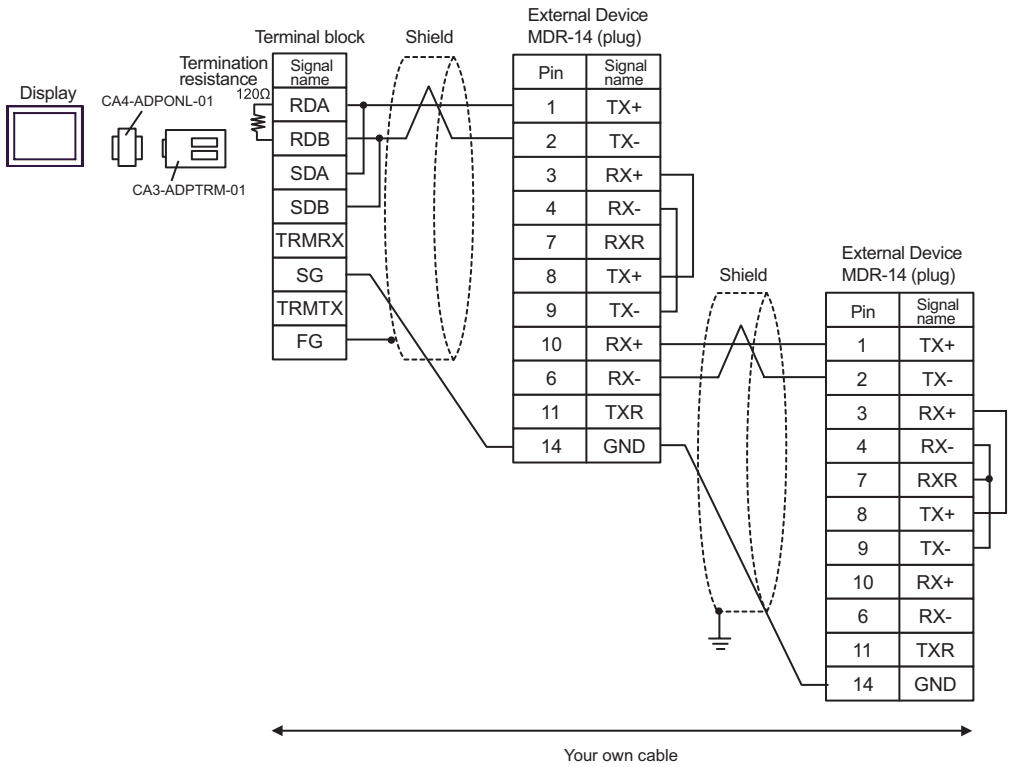 External Device
MDR-14 (plug)
Terminal block
Shield
Termination
resistance
120Ω
Display
CA4-ADPONL-01
CA3-ADPTRM-01
Signal
name
RDA
RDB
SDA
SDB
TRMRX
SG
TRMTX
FG
Pin Signal
name
1 TX+
2 TX-
3 RX+
4 RX-
7 RXR
8 TX+
9 TX-
10 RX+
6 RX-
11 TXR
14 GND
Shield
External Device
MDR-14 (plug)
Pin Signal
name
1 TX+
2 TX-
3 RX+
4 RX-
7 RXR
8 TX+
9 TX-
10 RX+
6 RX-
11 TXR
14 GND
Your own cable